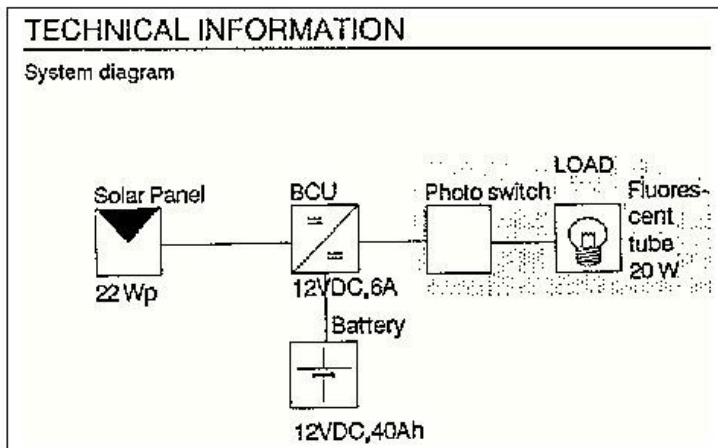 TECHNICAL INFORMATION
System diagram
LOAD
Solar Panel
BCU
Photo switch
Fluores-
cent
tube
20 W
22 Wp
12VDC,6A
Battery
12VDC,40Ah